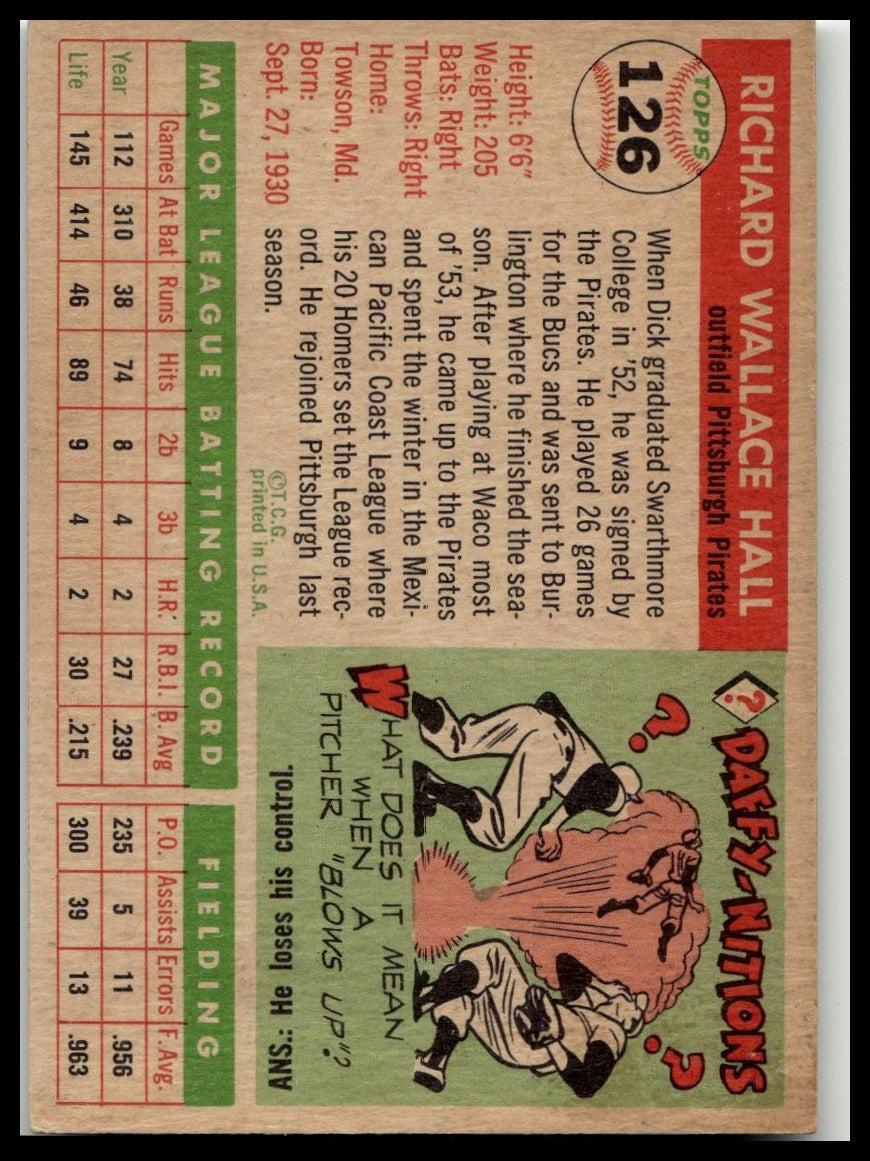 TOPPS
126
RICHARD WALLACE HALL
outfield Pittsburgh Pirates
Height: 6'6"
Weight: 205
Bats: Right
Throws: Right
Home:
Towson, Md.
Born:
Sept. 27, 1930
When Dick graduated Swarthmore
College in '52, he was signed by
the Pirates. He played 26 games
for the Bucs and was sent to Bur-
lington where he finished the sea-
son. After playing at Waco most
of '53, he came up to the Pirates
and spent the winter in the Mexi-
can Pacific Coast League where
his 20 Homers set the League rec-
ord. He rejoined Pittsburgh last
season.
©T.C.G.
printed in U.S.A.
?
DAFFY-NITIONS
? ?
WHAT DOES IT MEAN
WHEN A
PITCHER "BLOWS UP"?
ANS.: He loses his control.
MAJOR LEAGUE BATTING RECORD
Games At Bat Runs Hits 2b 3b H.R. R.B.I. B. Avg
Year 112 310 38 74 8 4 2 27 .239
Life 145 414 46 89 9 4 2 30 .215
FIELDING
P.O. Assists Errors F. Avg.
235 5 11 .956
300 39 13 .963